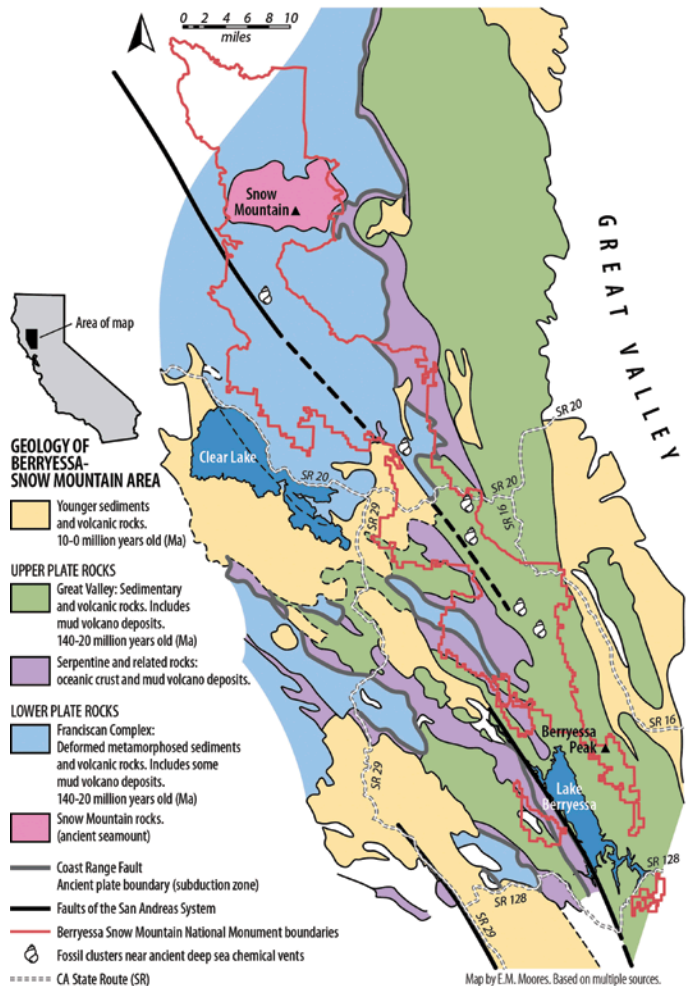 0 2 4 6 8 10
miles
Snow
Mountain
GREAT VALLEY
Area of map
SR 20
SR 20
SR 16
Clear Lake
SR 20
SR 29
GEOLOGY OF
BERRYESSA-
SNOW MOUNTAIN AREA
Younger sediments
and volcanic rocks.
10-0 million years old (Ma)
UPPER PLATE ROCKS
Great Valley: Sedimentary
and volcanic rocks. Includes
mud volcano deposits.
140-20 million years old (Ma)
Serpentine and related rocks:
oceanic crust and mud volcano deposits.
LOWER PLATE ROCKS
Franciscan Complex:
Deformed metamorphosed sediments
and volcanic rocks. Includes some
mud volcano deposits.
140-20 million years old (Ma)
Snow Mountain rocks.
(ancient seamount)
Coast Range Fault
Ancient plate boundary (subduction zone)
Faults of the San Andreas System
Berryessa Snow Mountain National Monument boundaries
Fossil clusters near ancient deep sea chemical vents
CA State Route (SR)
SR 16
Berryessa
Peak
Lake
Berryessa
SR 29
SR 128
SR 128
SR 29
Map by E.M. Moores. Based on multiple sources.